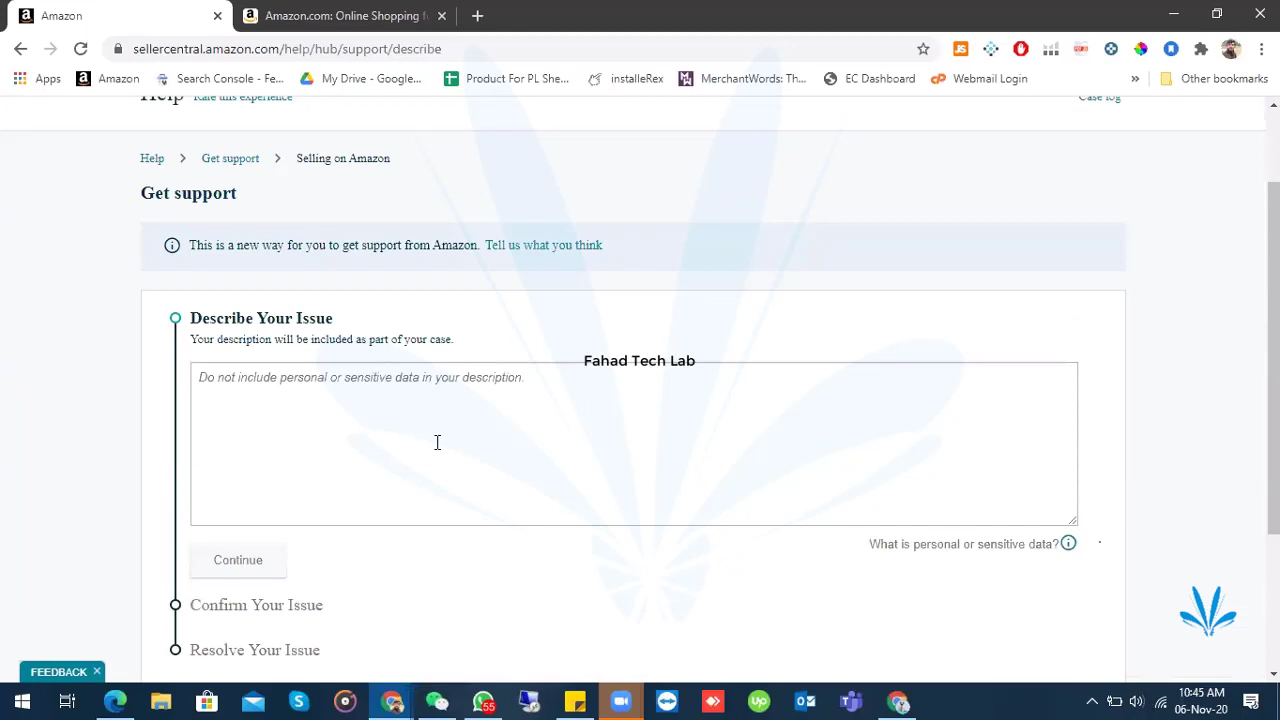 Amazon
Amazon.com: Online Shopping f
sellercentral.amazon.com/help/hub/support/describe
Apps
Amazon
Search Console - Fe...
My Drive - Google...
Product For PL She...
installeRex
MerchantWords: Th...
EC Dashboard
Webmail Login
»
Other bookmarks
Help
Rate this experience
Case log
Help > Get support > Selling on Amazon
Get support
This is a new way for you to get support from Amazon. Tell us what you think
Describe Your Issue
Your description will be included as part of your case.
Fahad Tech Lab
Do not include personal or sensitive data in your description.
What is personal or sensitive data?
Continue
Confirm Your Issue
Resolve Your Issue
FEEDBACK
55
10:45 AM
06-Nov-20